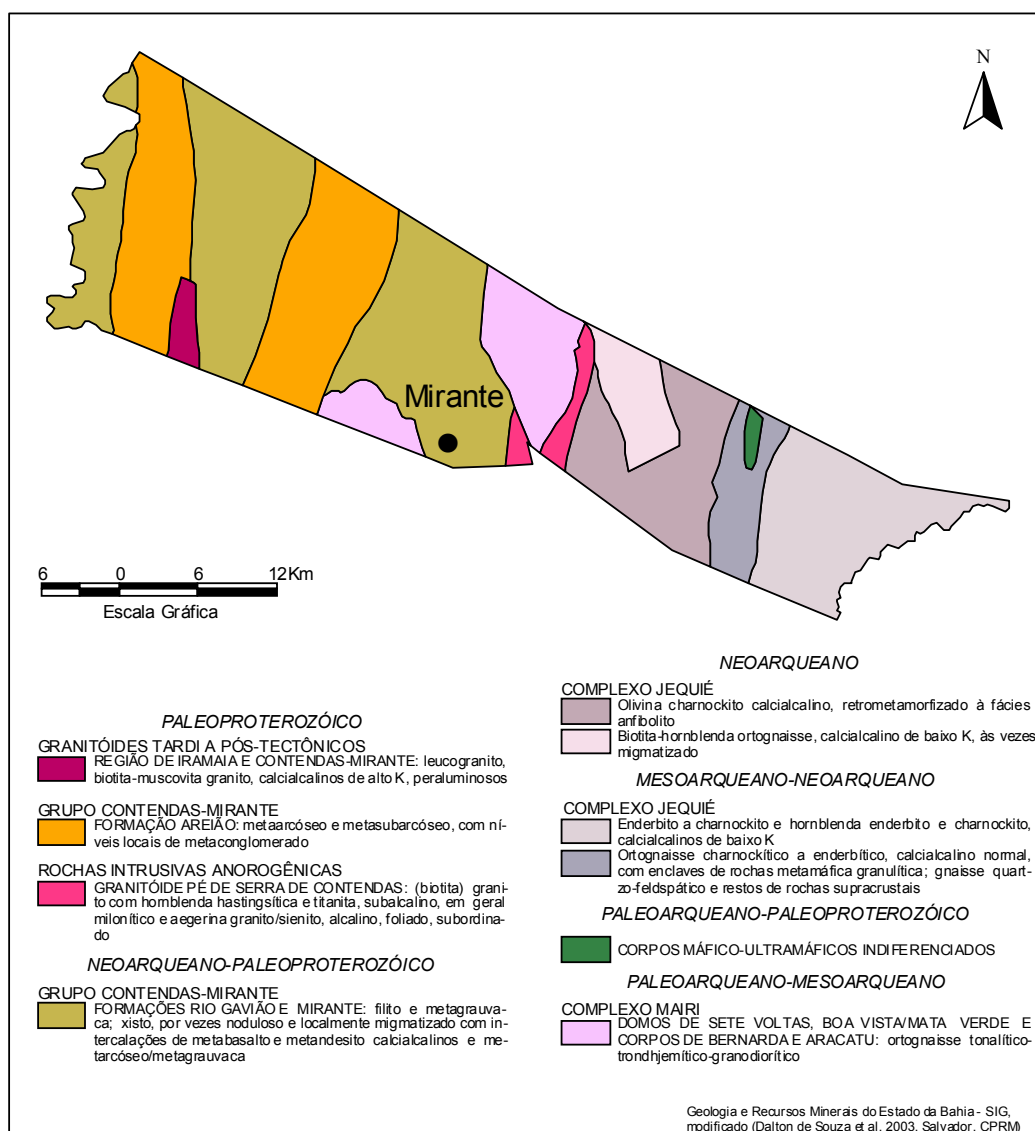 N
Mirante
6 0 6 12Km
Escala Gráfica
PALEOPROTEROZÓICO
GRANITÓIDES TARDI A PÓS-TECTÔNICOS
REGIÃO DE IRAMAIA E CONTENDAS-MIRANTE: leucogranito,
biotita-muscovita granito, calcialcalinos de alto K, peraluminosos
GRUPO CONTENDAS-MIRANTE
FORMAÇÃO AREIÃO: metaarcóseo e metasubarcóseo, com ní-
veis locais de metaconglomerado
ROCHAS INTRUSIVAS ANOROGÊNICAS
GRANITÓIDE PÉ DE SERRA DE CONTENDAS: (biotita) grani-
to com hornblenda hastingsítica e titanita, subalcalino, em geral
milonítico e aegerina granito/sienito, alcalino, foliado, subordina-
do
NEOARQUEANO-PALEOPROTEROZÓICO
GRUPO CONTENDAS-MIRANTE
FORMAÇÕES RIO GAVIÃO E MIRANTE: filito e metagrauva-
ca; xisto, por vezes noduloso e localmente migmatizado com in-
tercalações de metabasalto e metandesito calcialcalinos e me-
tarcóseo/metagrauvaca
NEOARQUEANO
COMPLEXO JEQUIÉ
Olivina charnockito calcialcalino, retrometamorfizado à fácies
anfibolito
Biotita-hornblenda ortognaisse, calcialcalino de baixo K, às vezes
migmatizado
MESOARQUEANO-NEOARQUEANO
COMPLEXO JEQUIÉ
Enderbito a charnockito e hornblenda enderbito e charnockito,
calcialcalinos de baixo K
Ortognaisse charnockítico a enderbítico, calcialcalino normal,
com enclaves de rochas metamáfica granulítica; gnaisse quart-
zo-feldspático e restos de rochas supracrustais
PALEOARQUEANO-PALEOPROTEROZÓICO
CORPOS MÁFICO-ULTRAMÁFICOS INDIFERENCIADOS
PALEOARQUEANO-MESOARQUEANO
COMPLEXO MAIRI
DOMOS DE SETE VOLTAS, BOA VISTA/MATA VERDE E
CORPOS DE BERNARDA E ARACATU: ortognaisse tonalítico-
trondhjemítico-granodiorítico
Geologia e Recursos Minerais do Estado da Bahia - SIG,
modificado (Dalton de Souza et al. 2003. Salvador. CPRM)